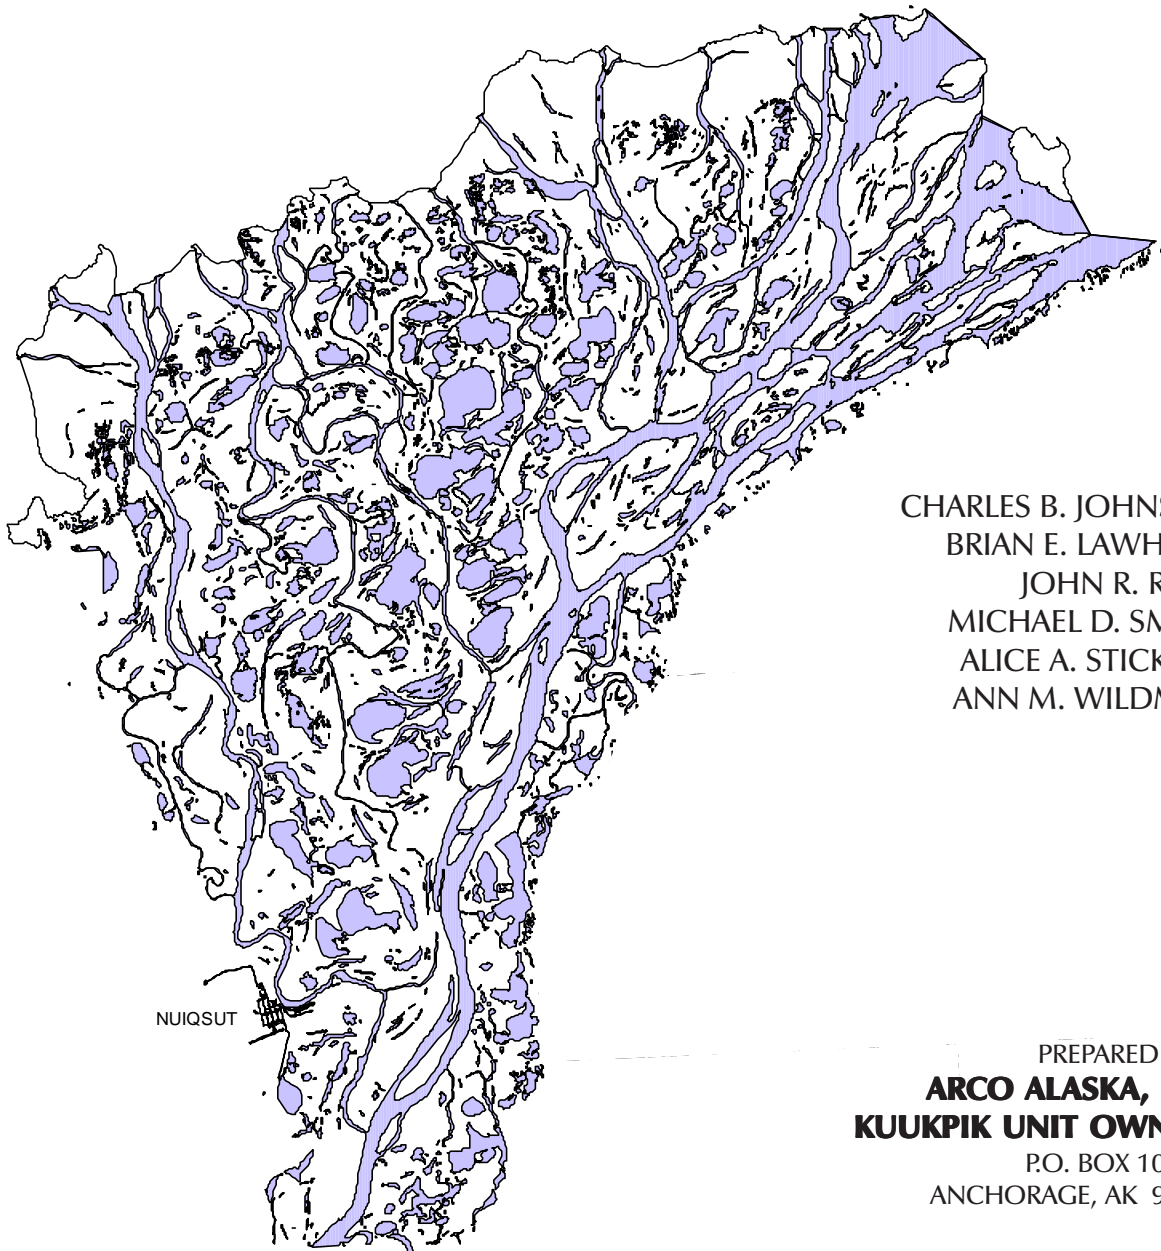 CHARLES B. JOHNS
BRIAN E. LAWH
JOHN R. R
MICHAEL D. SM
ALICE A. STICK
ANN M. WILDM
NUIQSUT
PREPARED
ARCO ALASKA,
KUUKPIK UNIT OWN
P.O. BOX 10
ANCHORAGE, AK 9